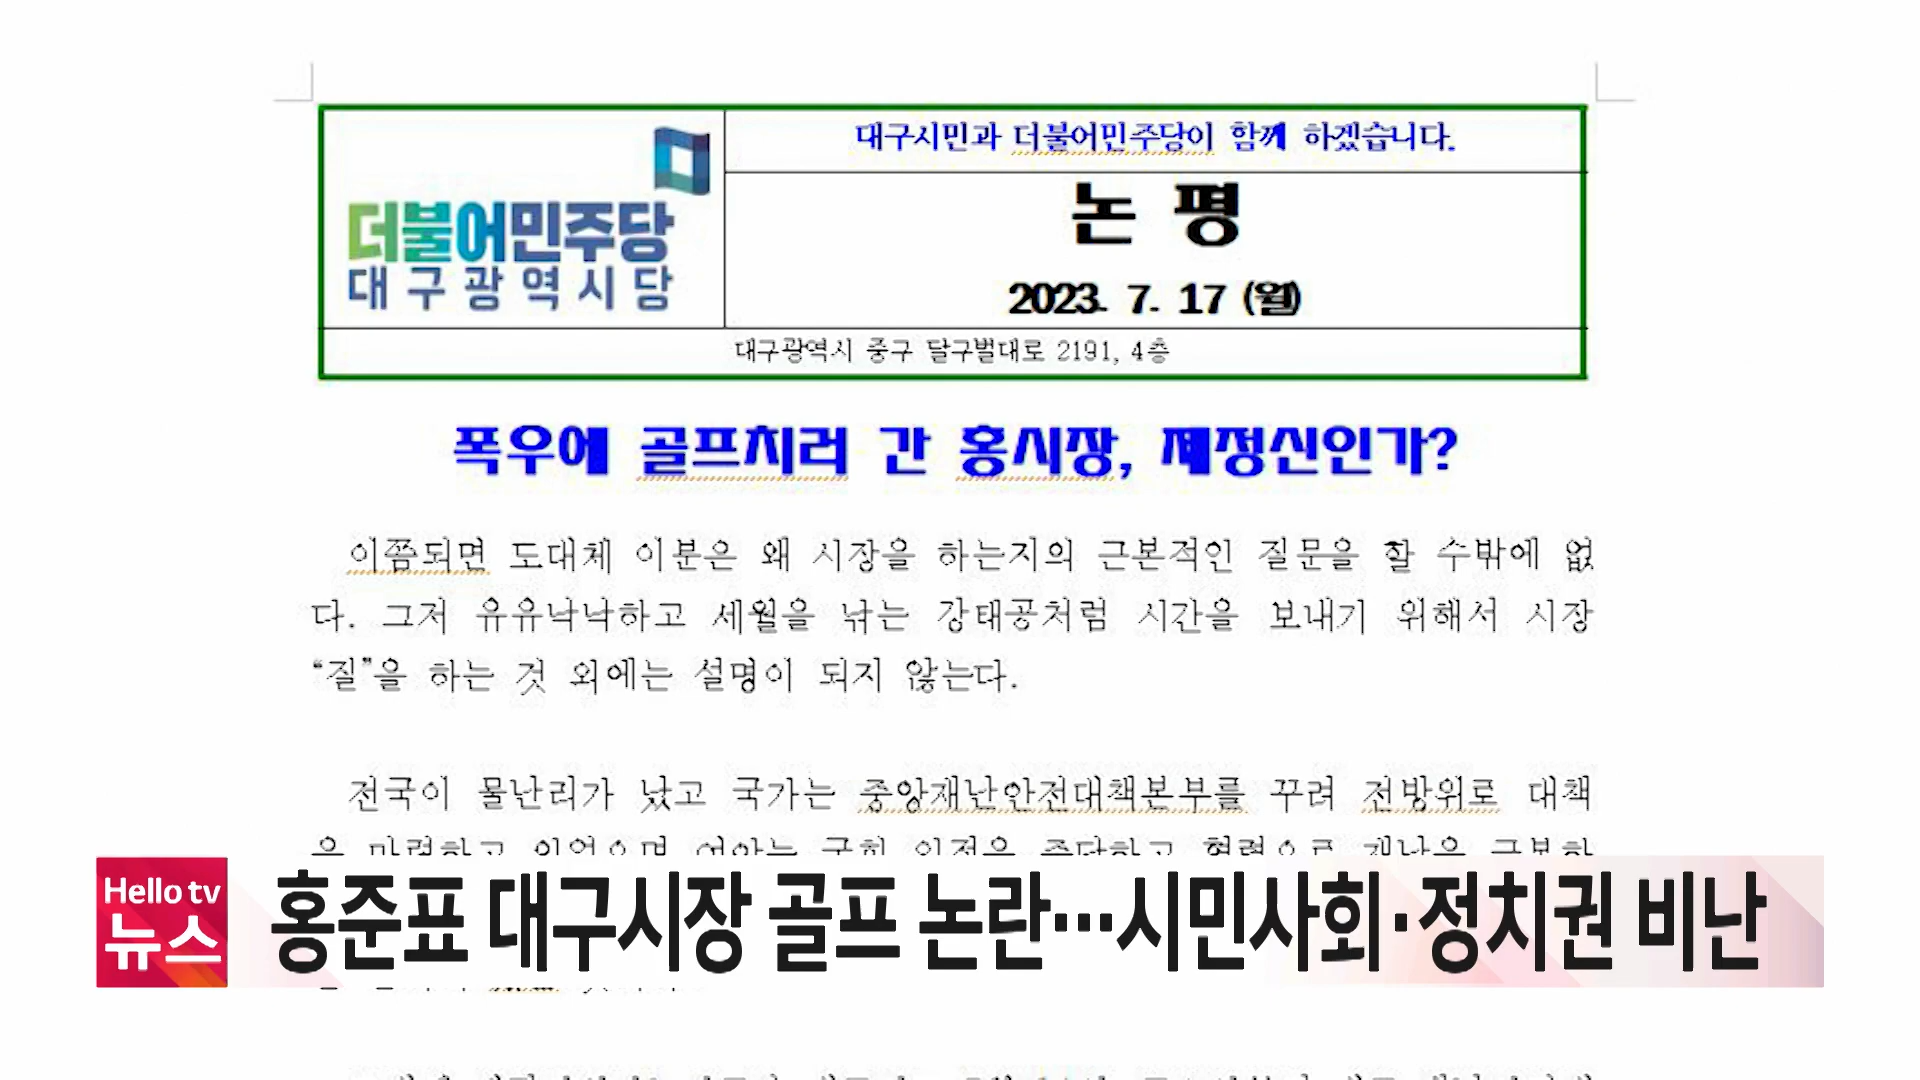 대구시민과 더불어민주당이 함께 하겠습니다.
더불어민주당
대구광역시당
논 평
2023. 7. 17 (월)
대구광역시 중구 달구벌대로 2191, 4층
폭우에 골프치러 간 홍시장, 제정신인가?
이쯤되면 도대체 이분은 왜 시장을 하는지의 근본적인 질문을 할 수밖에 없
다. 그저 유유낙낙하고 세월을 낚는 강태공처럼 시간을 보내기 위해서 시장
“질”을 하는 것 외에는 설명이 되지 않는다.
전국이 물난리가 났고 국가는 중앙재난안전대책본부를 꾸려 전방위로 대책
Hello tv
뉴스
홍준표 대구시장 골프 논란…시민사회·정치권 비난